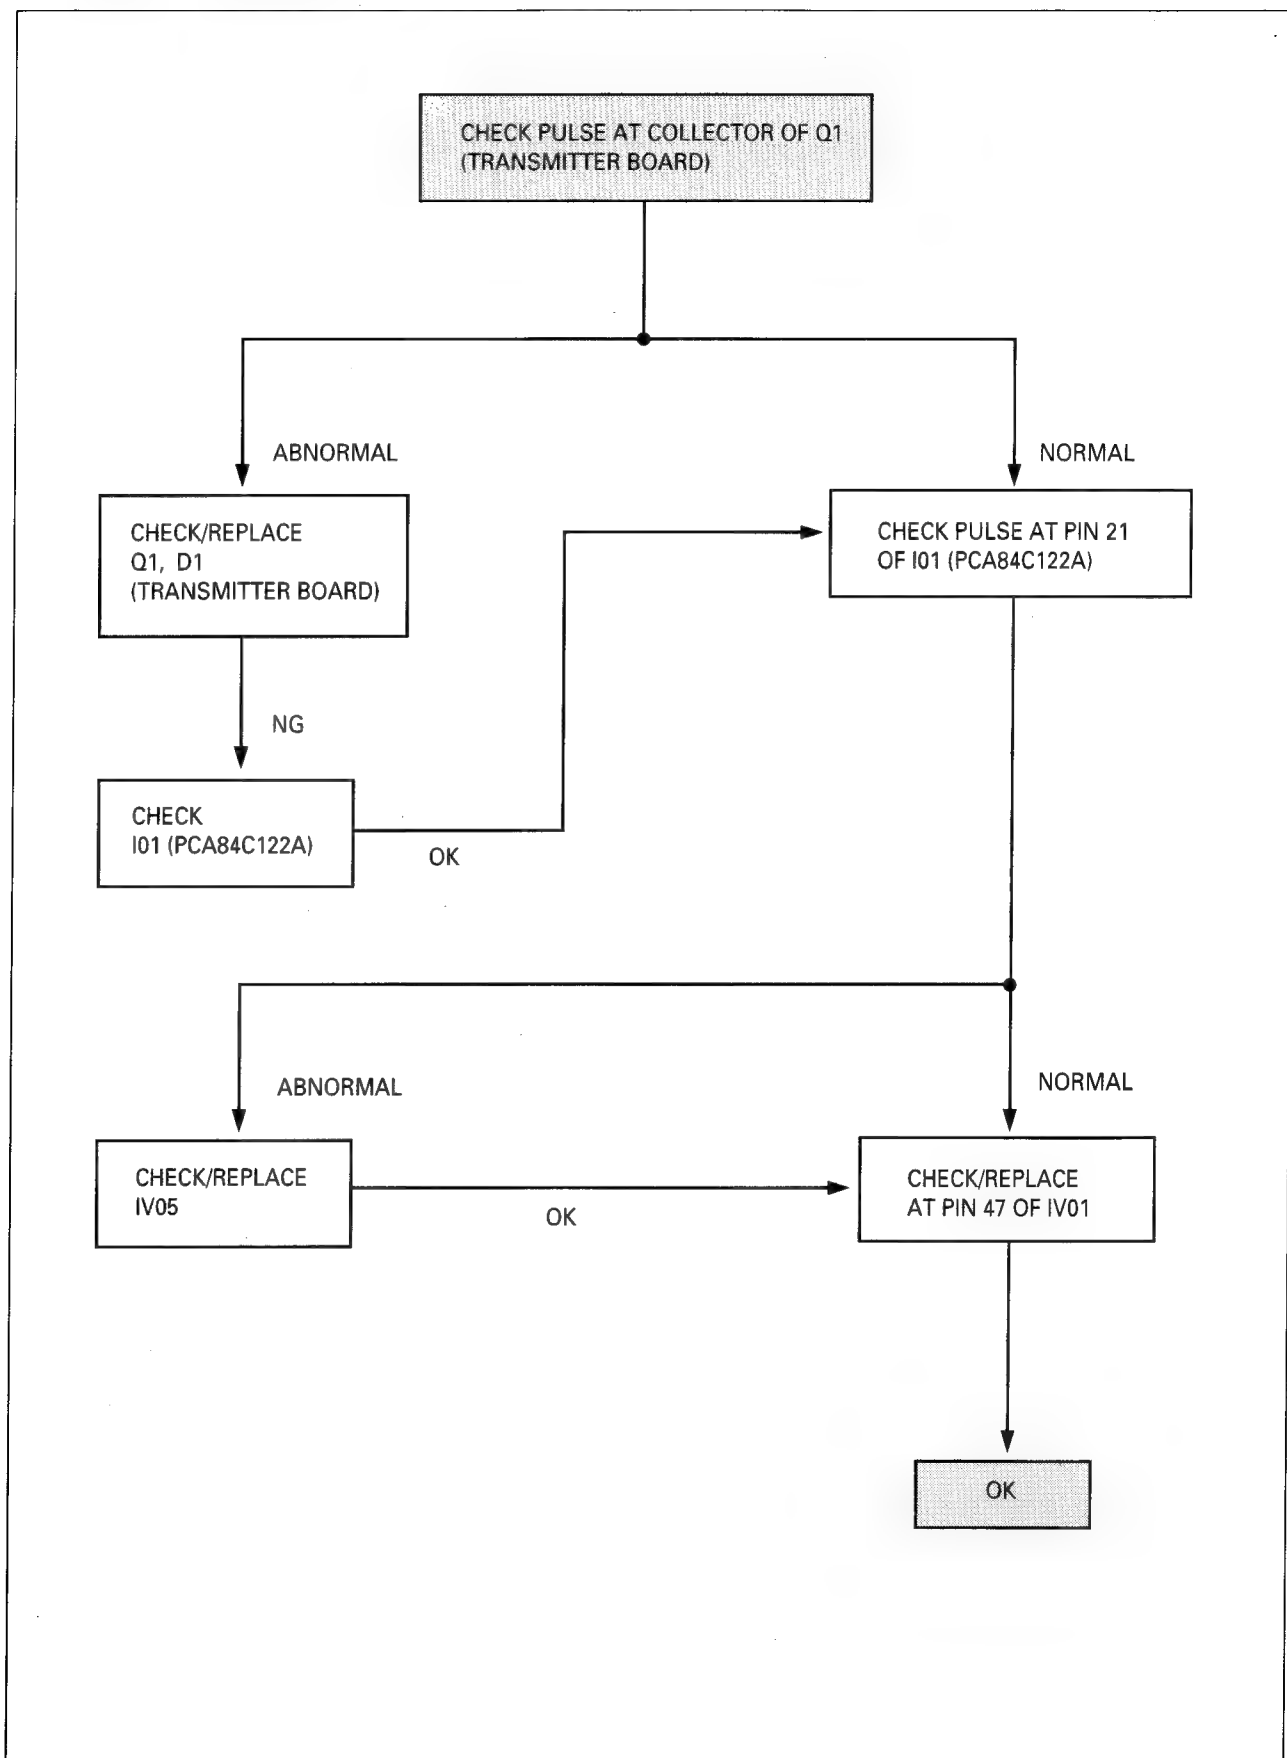 CHECK PULSE AT COLLECTOR OF Q1
(TRANSMITTER BOARD)
ABNORMAL
NORMAL
CHECK/REPLACE
Q1, D1
(TRANSMITTER BOARD)
CHECK PULSE AT PIN 21
OF I01 (PCA84C122A)
NG
CHECK
I01 (PCA84C122A)
OK
ABNORMAL
NORMAL
CHECK/REPLACE
IV05
OK
CHECK/REPLACE
AT PIN 47 OF IV01
OK